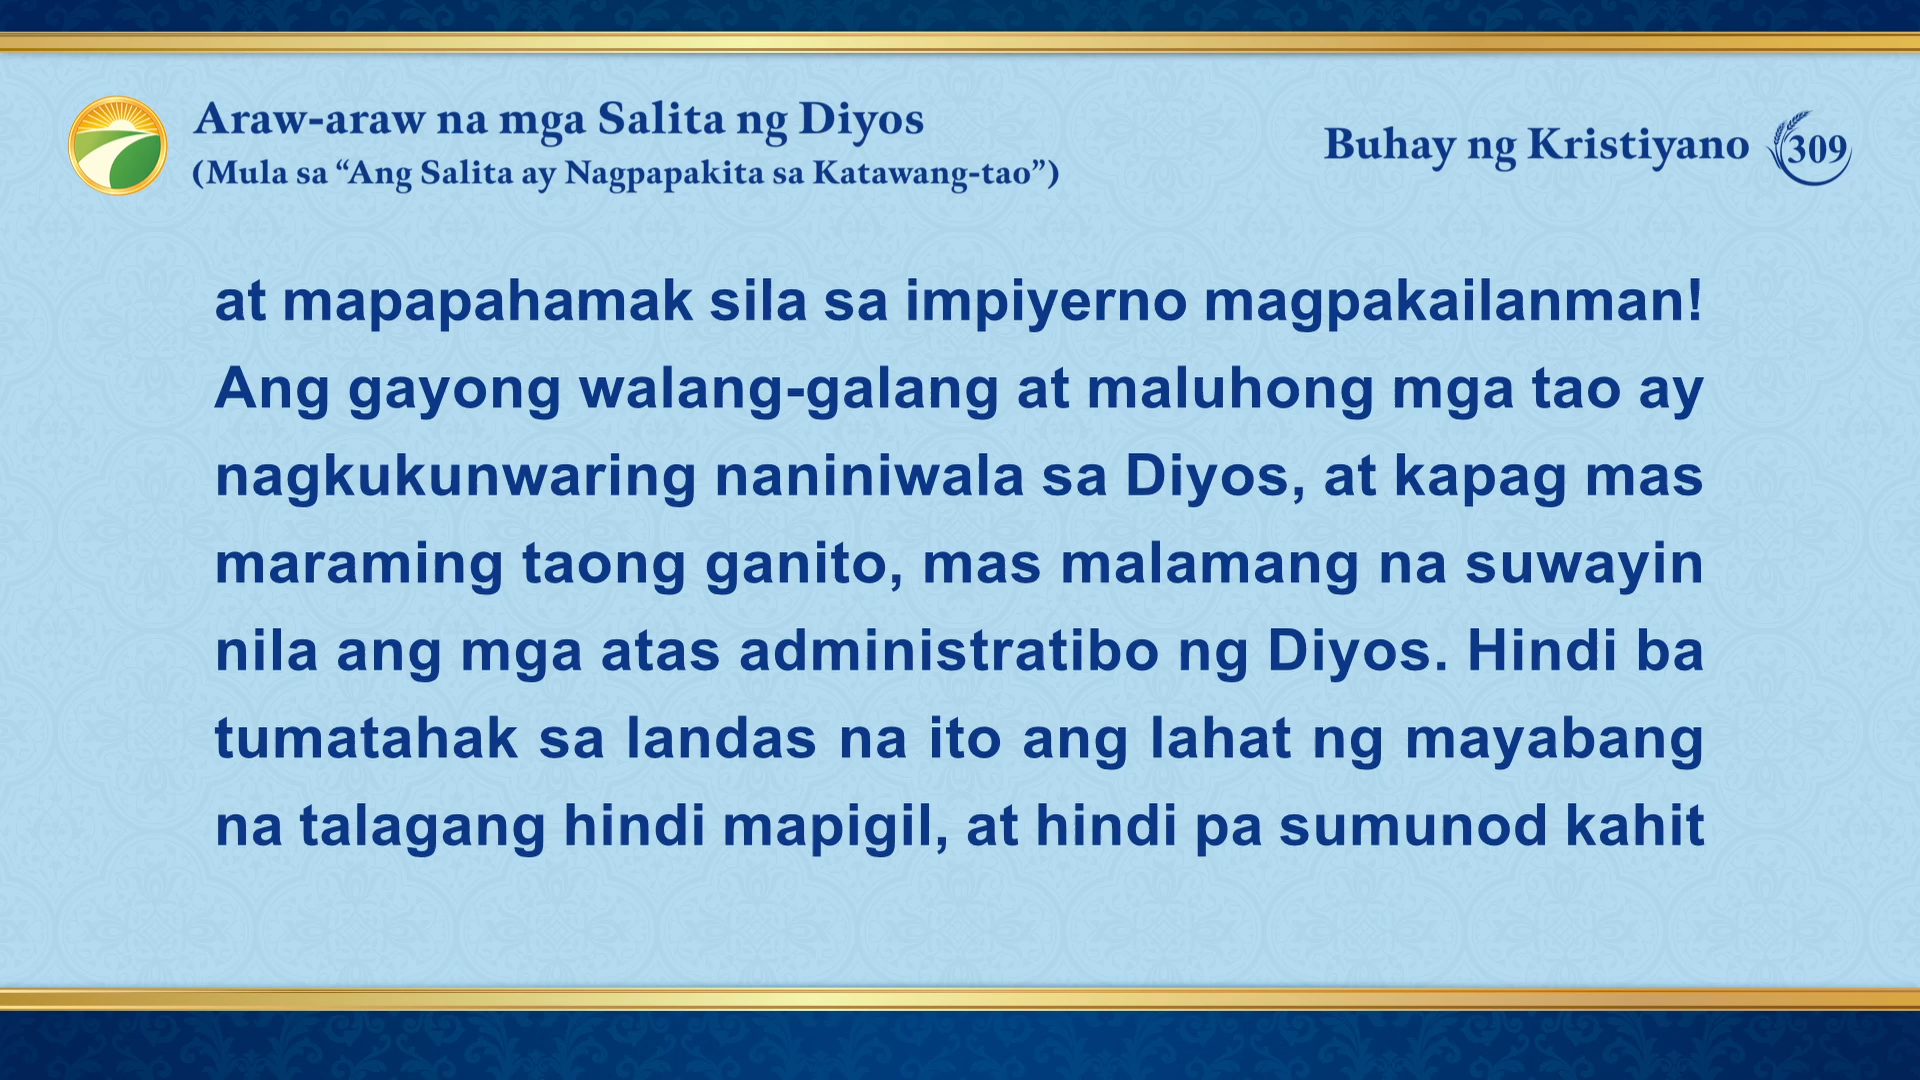 Araw-araw na mga Salita ng Diyos
(Mula sa “Ang Salita ay Nagpapakita sa Katawang-tao”)
Buhay ng Kristiyano 309
at mapapahamak sila sa impiyerno magpakailanman!
Ang gayong walang-galang at maluhong mga tao ay
nagkukunwaring naniniwala sa Diyos, at kapag mas
maraming taong ganito, mas malamang na suwayin
nila ang mga atas administratibo ng Diyos. Hindi ba
tumatahak sa landas na ito ang lahat ng mayabang
na talagang hindi mapigil, at hindi pa sumunod kahit